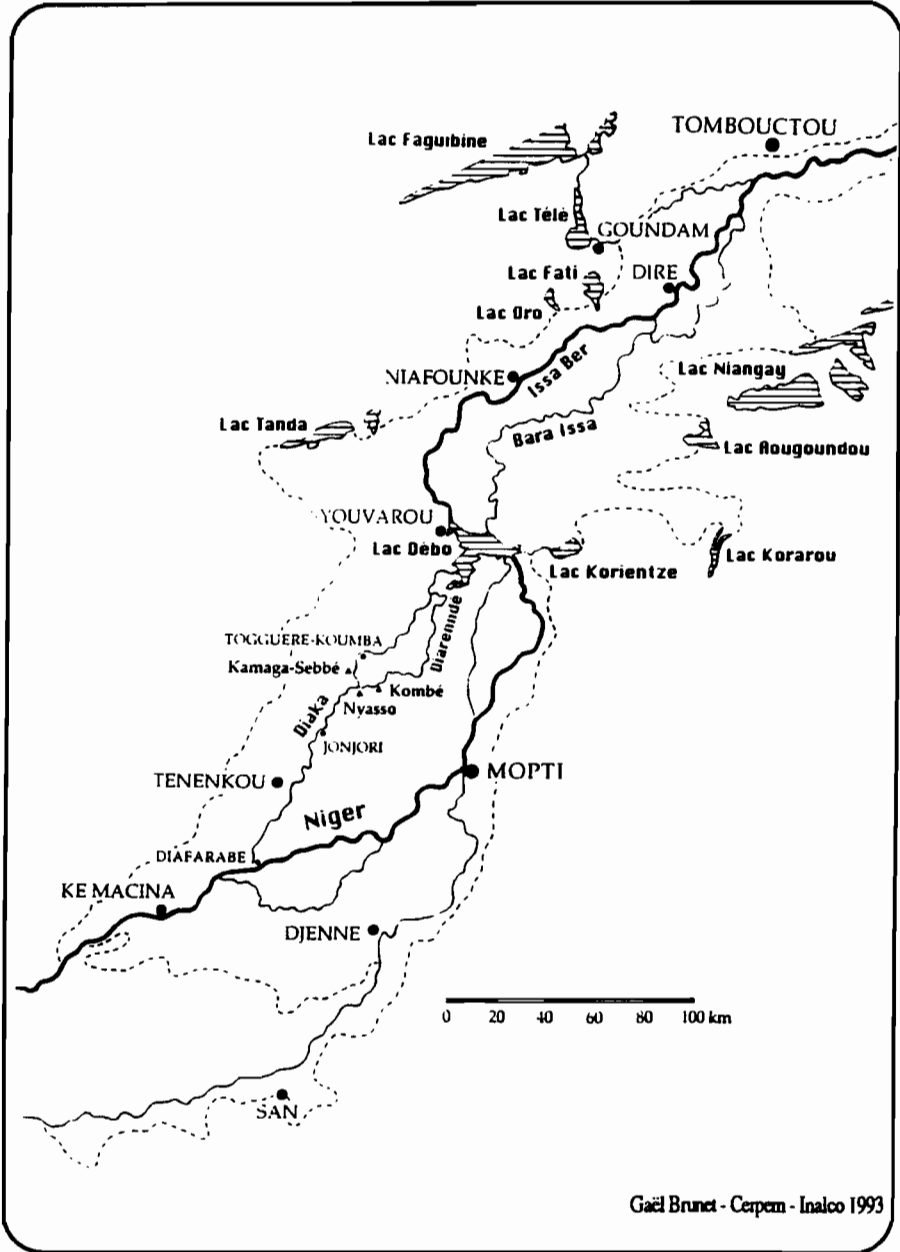 TOMBOUCTOU
Lac Faguibine
Lac Télé
GOUNDAM
Lac Fati
DIRE
Lac Oro
Issa Ber
NIAFOUNKE
Lac Niangay
Lac Tanda
Bara Issa
Lac Aougoundou
YOUVAROU
Lac Débo
Lac Korientze
Lac Korarou
Diarenndé
TOGGUERE-KOUMBA
Kamaga-Sebbé
Kombé
Nyasso
Diaka
JONJORI
TENENKOU
MOPTI
Niger
DIAFARABE
KE MACINA
DJENNE
0 20 40 60 80 100 km
SAN
Gaël Brunet - Cerpem - Inalco 1993